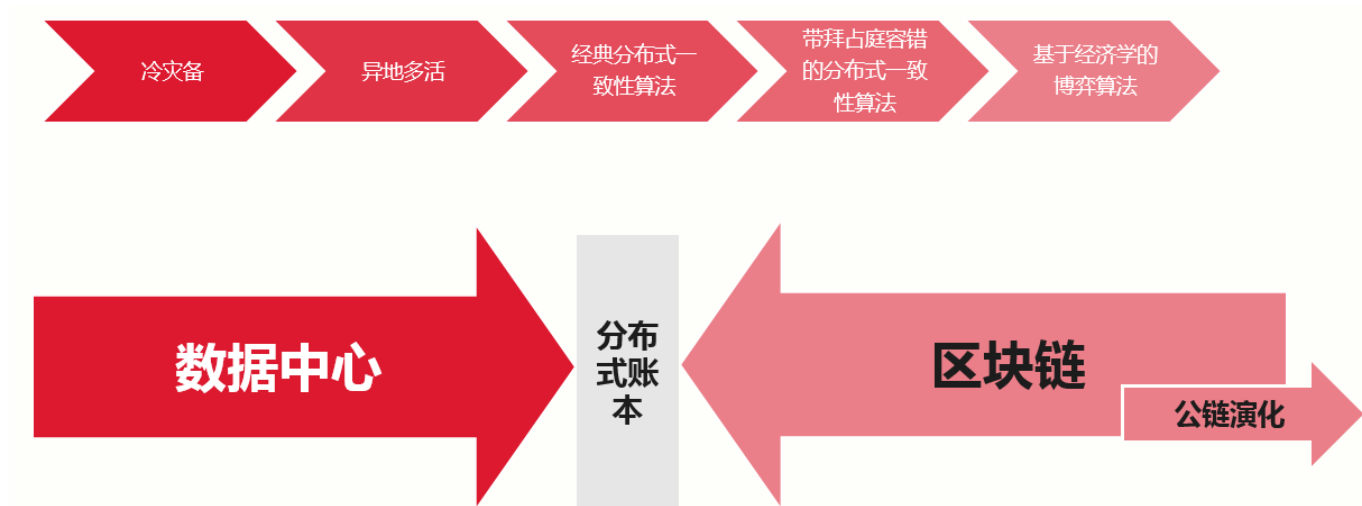 冷灾备
异地多活
经典分布式一
致性算法
带拜占庭容错
的分布式一致
性算法
基于经济学的
博弈算法
数据中心
分布
式账
本
区块链
公链演化